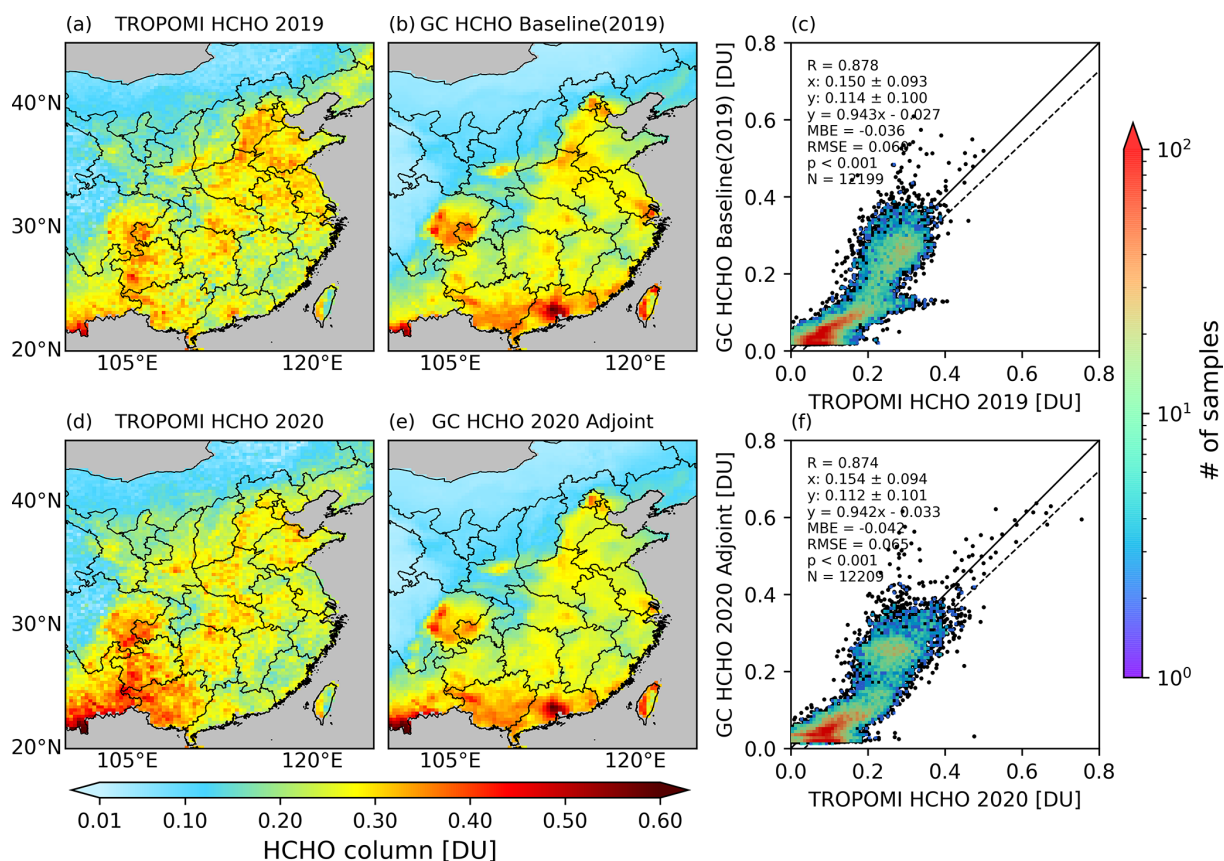 (a) TROPOMI HCHO 2019
(b) GC HCHO Baseline(2019)
(c)
40°N
30°N
20°N
105°E
120°E
105°E
120°E
GC HCHO Baseline(2019) [DU]
0.8
0.6
0.4
0.2
0.0
R = 0.878
x: 0.150 ± 0.093
y: 0.114 ± 0.100
y = 0.943x - 0.027
MBE = -0.036
RMSE = 0.060
p < 0.001
N = 12199
0.0
0.2
0.4
0.6
0.8
TROPOMI HCHO 2019 [DU]
(d) TROPOMI HCHO 2020
(e) GC HCHO 2020 Adjoint
(f)
40°N
30°N
20°N
105°E
120°E
105°E
120°E
GC HCHO 2020 Adjoint [DU]
0.8
0.6
0.4
0.2
0.0
R = 0.874
x: 0.154 ± 0.094
y: 0.112 ± 0.101
y = 0.942x - 0.033
MBE = -0.042
RMSE = 0.065
p < 0.001
N = 12209
0.0
0.2
0.4
0.6
0.8
TROPOMI HCHO 2020 [DU]
10²
10¹
10⁰
# of samples
0.01
0.10
0.20
0.30
0.40
0.50
0.60
HCHO column [DU]